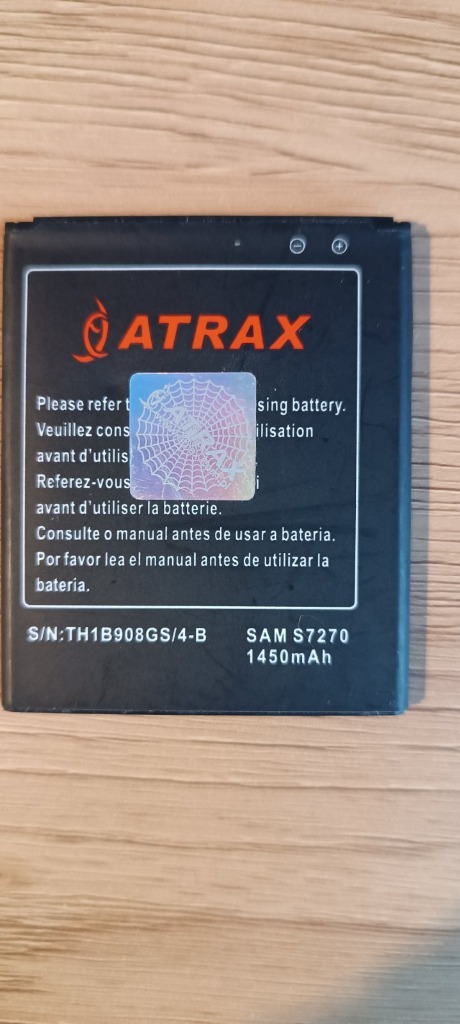 ATRAX
Please refer t sing battery.
Veuillez cons ilisation
avant d'utilis
Referez-vous i
avant d'utiliser la batterie.
Consulte o manual antes de usar a bateria.
Por favor lea el manual antes de utilizar la
bateria.
S/N:TH1B908GS/4-B SAM S7270
1450mAh